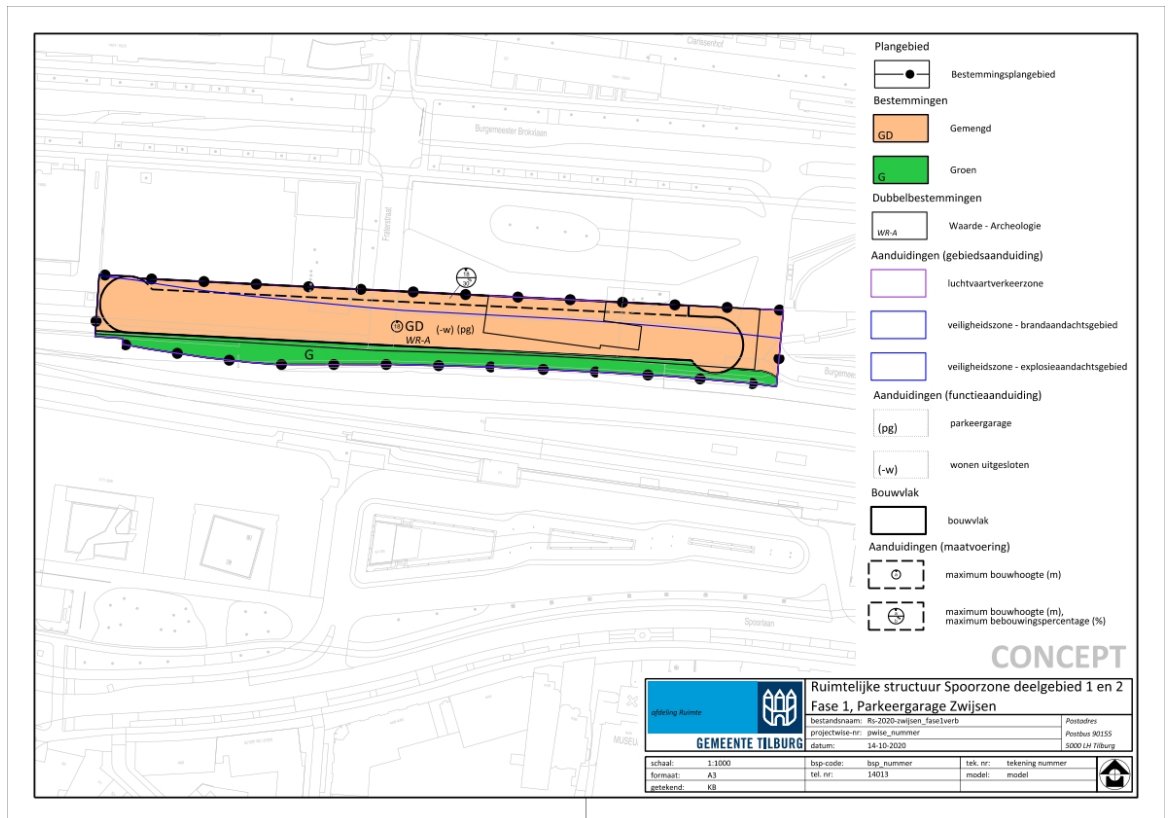 Clarissenhof
Burgemeester Brokxlaan
Fraterstraat
18
GD
(-w) (pg)
WR-A
G
Burgemee
Spoorlaan
MUSEU
Plangebied
Bestemmingsplangebied
Bestemmingen
GD
Gemengd
G
Groen
Dubbelbestemmingen
WR-A
Waarde - Archeologie
Aanduidingen (gebiedsaanduiding)
luchtvaartverkeerzone
veiligheidszone - brandaandachtsgebied
veiligheidszone - explosieaandachtsgebied
Aanduidingen (functieaanduiding)
(pg)
parkeergarage
(-w)
wonen uitgesloten
Bouwvlak
bouwvlak
Aanduidingen (maatvoering)
maximum bouwhoogte (m)
maximum bouwhoogte (m),
maximum bebouwingspercentage (%)
CONCEPT
afdeling Ruimte
GEMEENTE TILBURG
Ruimtelijke structuur Spoorzone deelgebied 1 en 2
Fase 1, Parkeergarage Zwijsen
bestandsnaam: Rs-2020-zwijsen_fase1verb
projectwise-nr: pwise_nummer
datum: 14-10-2020
Postadres
Postbus 90155
5000 LH Tilburg
schaal: 1:1000
formaat: A3
getekend: KB
bsp-code: bsp_nummer
tel. nr: 14013
tek. nr: tekening nummer
model: model